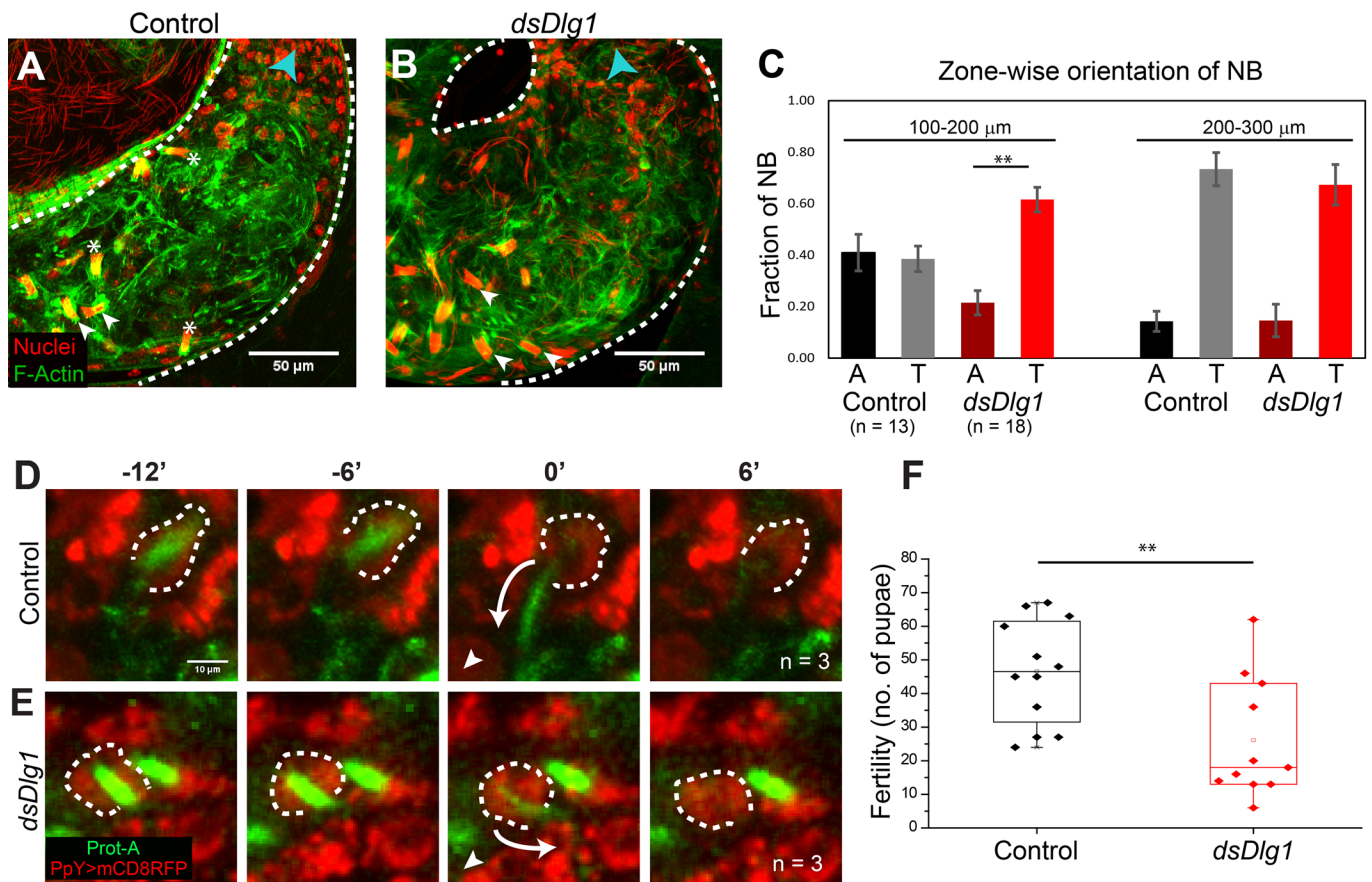 Control
dsDlg1
A
B
*
*
*
Nuclei
F-Actin
50 µm
50 µm
C
Zone-wise orientation of NB
Fraction of NB
1.00
0.80
0.60
0.40
0.20
0.00
100-200 µm
200-300 µm
**
A T A T A T A T
Control dsDlg1 Control dsDlg1
(n = 13) (n = 18)
D
-12’ -6’ 0’ 6’
Control
10 µm
n = 3
E
dsDlg1
Prot-A
PpY>mCD8RFP
n = 3
F
**
Fertility (no. of pupae)
80
70
60
50
40
30
20
10
0
Control dsDlg1